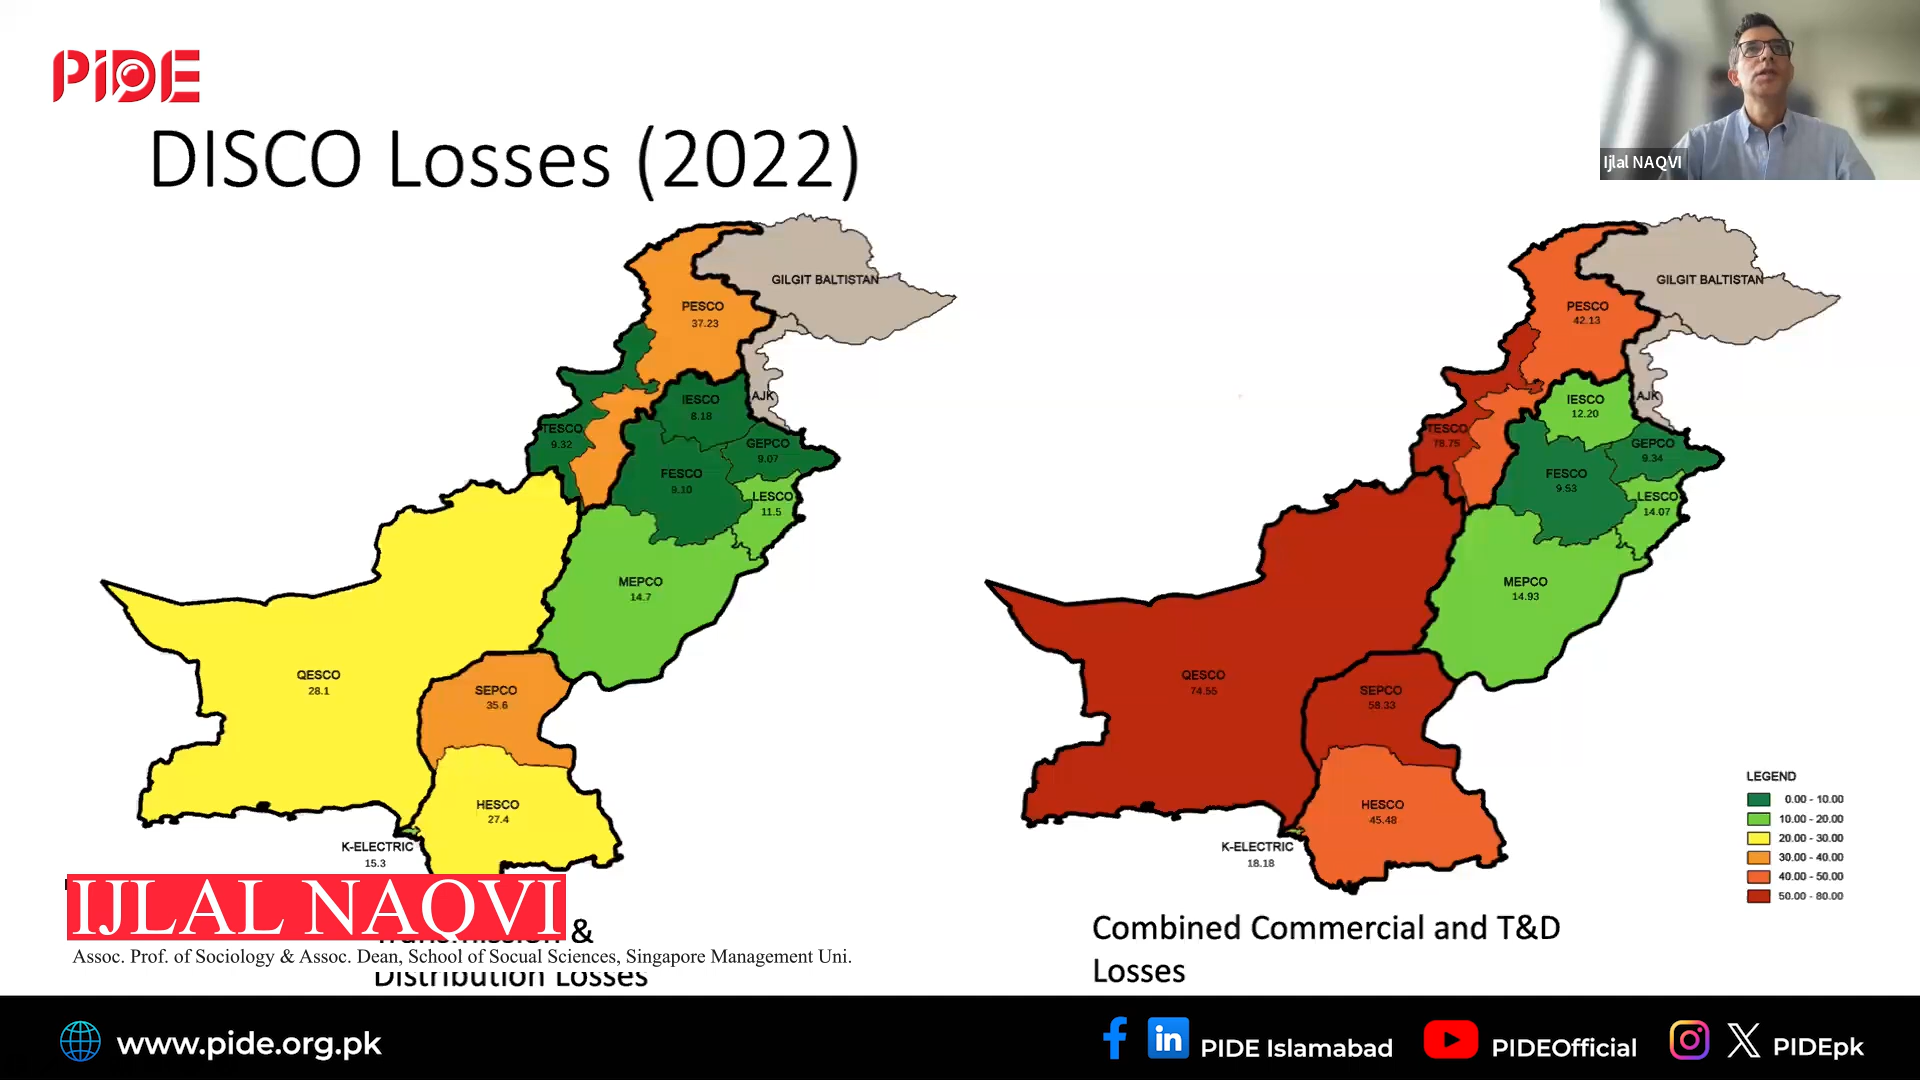 PIDE
Ijlal NAQVI
DISCO Losses (2022)
GILGIT BALTISTAN
PESCO
37.23
AJK
IESCO
8.18
TESCO
9.32
GEPCO
9.07
FESCO
9.10
LESCO
11.5
MEPCO
14.7
QESCO
28.1
SEPCO
35.6
HESCO
27.4
K-ELECTRIC
15.3
GILGIT BALTISTAN
PESCO
42.13
AJK
IESCO
12.20
TESCO
78.75
GEPCO
9.34
FESCO
9.53
LESCO
14.07
MEPCO
14.93
QESCO
74.55
SEPCO
58.33
HESCO
45.48
K-ELECTRIC
18.18
LEGEND
0.00 - 10.00
10.00 - 20.00
20.00 - 30.00
30.00 - 40.00
40.00 - 50.00
50.00 - 80.00
IJLAL NAQVI
Transmission &
Assoc. Prof. of Sociology & Assoc. Dean, School of Socual Sciences, Singapore Management Uni.
Distribution Losses
Combined Commercial and T&D
Losses
www.pide.org.pk
PIDE Islamabad
PIDEOfficial
PIDEpk